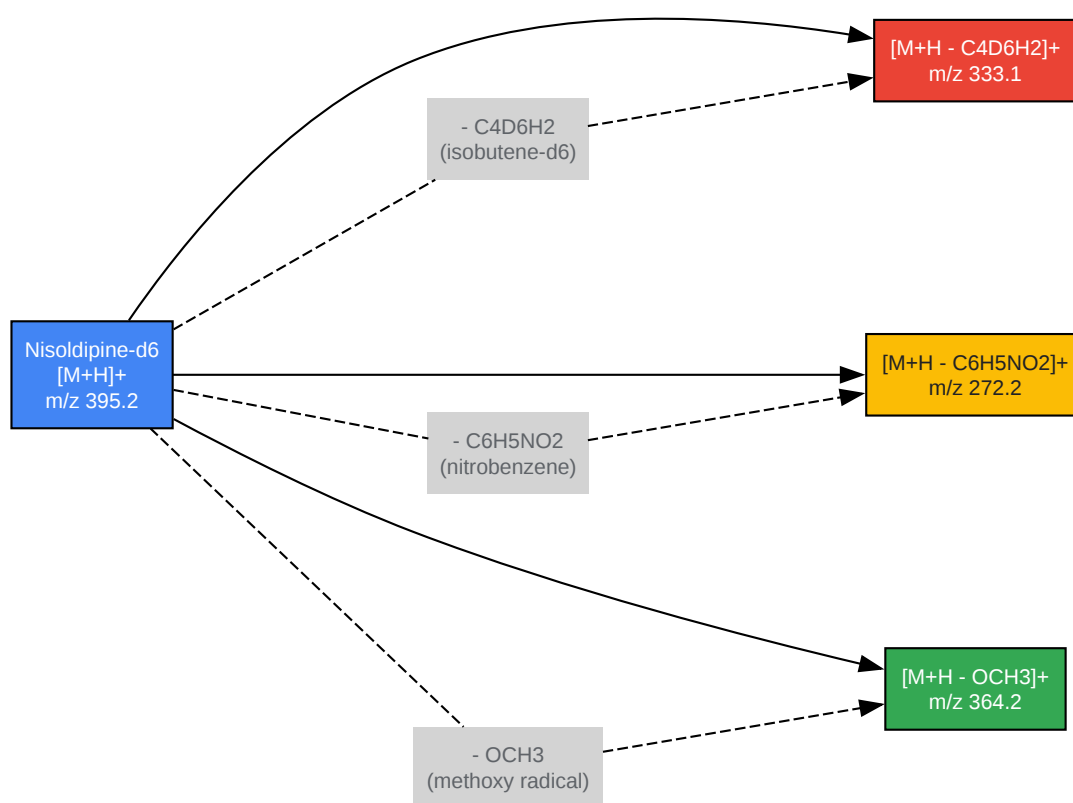 [M+H - C4D6H2]+
m/z 333.1
- C4D6H2
(isobutene-d6)
Nisoldipine-d6
[M+H]+
m/z 395.2
[M+H - C6H5NO2]+
m/z 272.2
- C6H5NO2
(nitrobenzene)
[M+H - OCH3]+
m/z 364.2
- OCH3
(methoxy radical)